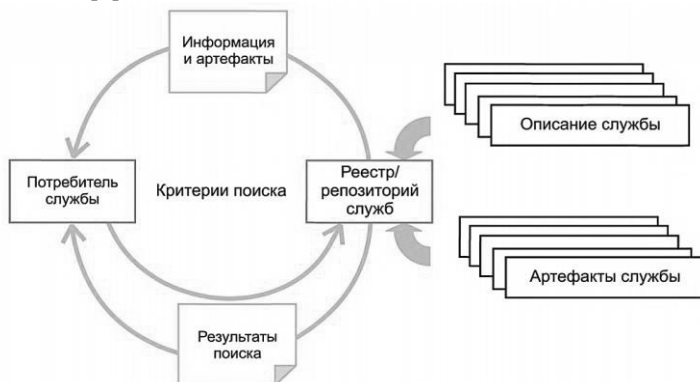 Информация
и артефакты
Описание службы
Потребитель
службы
Критерии поиска
Реестр/
репозиторий
служб
Артефакты службы
Результаты
поиска